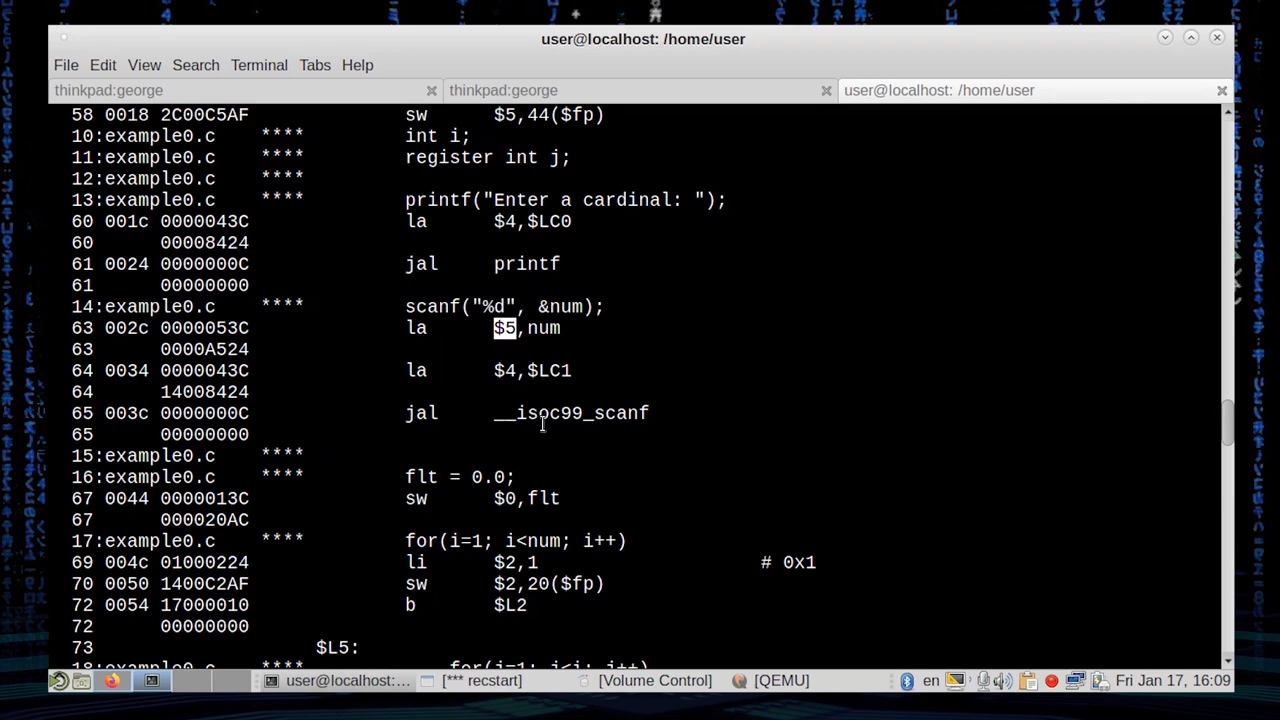 user@localhost: /home/user
File Edit View Search Terminal Tabs Help
thinkpad:george thinkpad:george user@localhost: /home/user
58 0018 2C00C5AF sw $5,44($fp)
10:example0.c **** int i;
11:example0.c **** register int j;
12:example0.c ****
13:example0.c **** printf("Enter a cardinal: ");
60 001c 0000043C la $4,$LC0
60 00008424
61 0024 0000000C jal printf
61 00000000
14:example0.c **** scanf("%d", &num);
63 002c 0000053C la $5,num
63 0000A524
64 0034 0000043C la $4,$LC1
64 14008424
65 003c 0000000C jal __isoc99_scanf
65 00000000
15:example0.c ****
16:example0.c **** flt = 0.0;
67 0044 0000013C sw $0,flt
67 000020AC
17:example0.c **** for(i=1; i<num; i++)
69 004c 01000224 li $2,1 # 0x1
70 0050 1400C2AF sw $2,20($fp)
72 0054 17000010 b $L2
72 00000000
73 $L5:
18:example0.c **** for(j=1; j<i; j++)
user@localhost:... [*** recstart] [Volume Control] [QEMU] en Fri Jan 17, 16:09